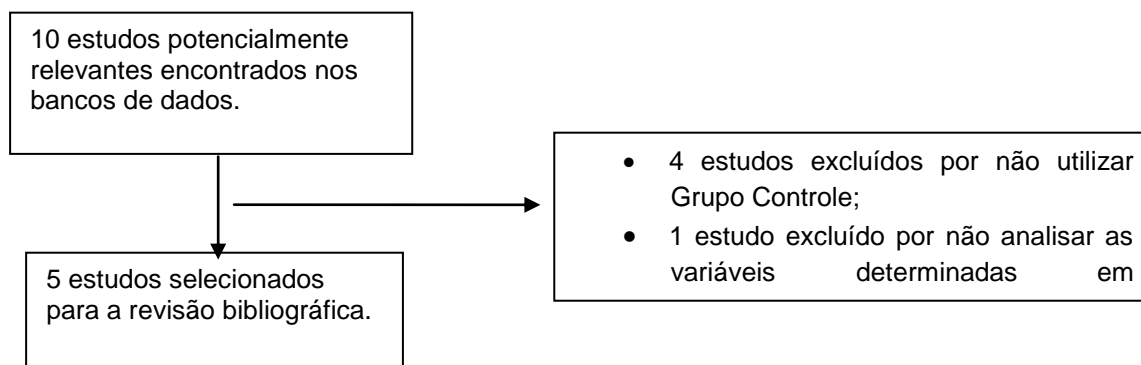 10 estudos potencialmente
relevantes encontrados nos
bancos de dados.
• 4 estudos excluídos por não utilizar
Grupo Controle;
• 1 estudo excluído por não analisar as
variáveis determinadas em
5 estudos selecionados
para a revisão bibliográfica.